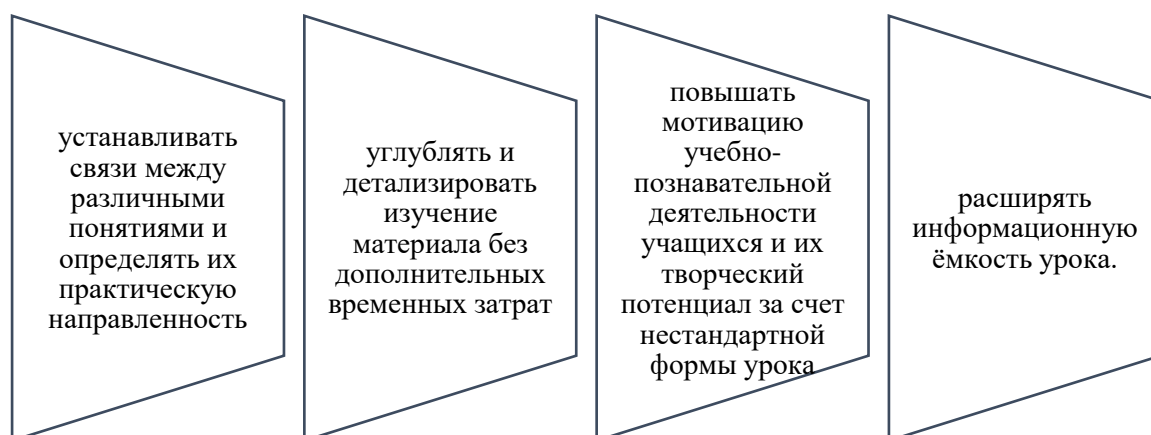 устанавливать
связи между
различными
понятиями и
определять их
практическую
направленность
углублять и
детализировать
изучение
материала без
дополнительных
временных затрат
повышать
мотивацию
учебно-
познавательной
деятельности
учащихся и их
творческий
потенциал за счет
нестандартной
формы урока
расширять
информационную
ёмкость урока.